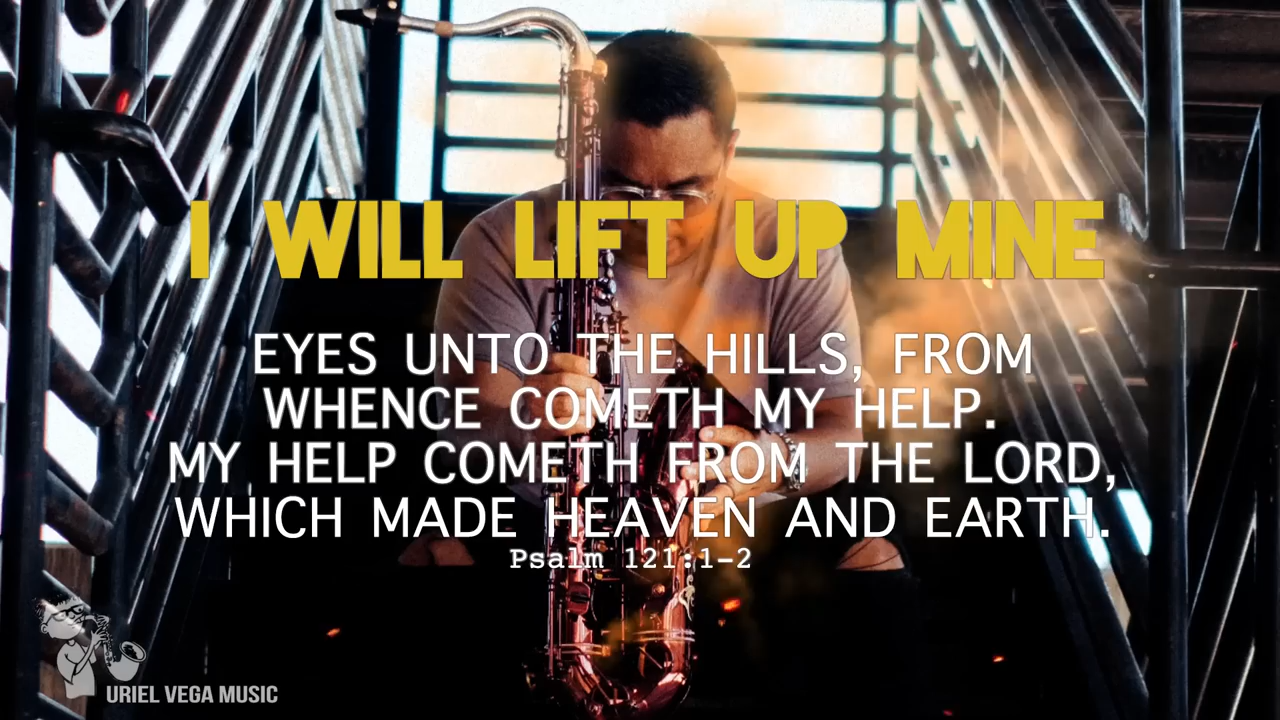 I WILL LIFT UP MINE
EYES UNTO THE HILLS, FROM
WHENCE COMETH MY HELP.
MY HELP COMETH FROM THE LORD,
WHICH MADE HEAVEN AND EARTH.
Psalm 121:1-2
URIEL VEGA MUSIC